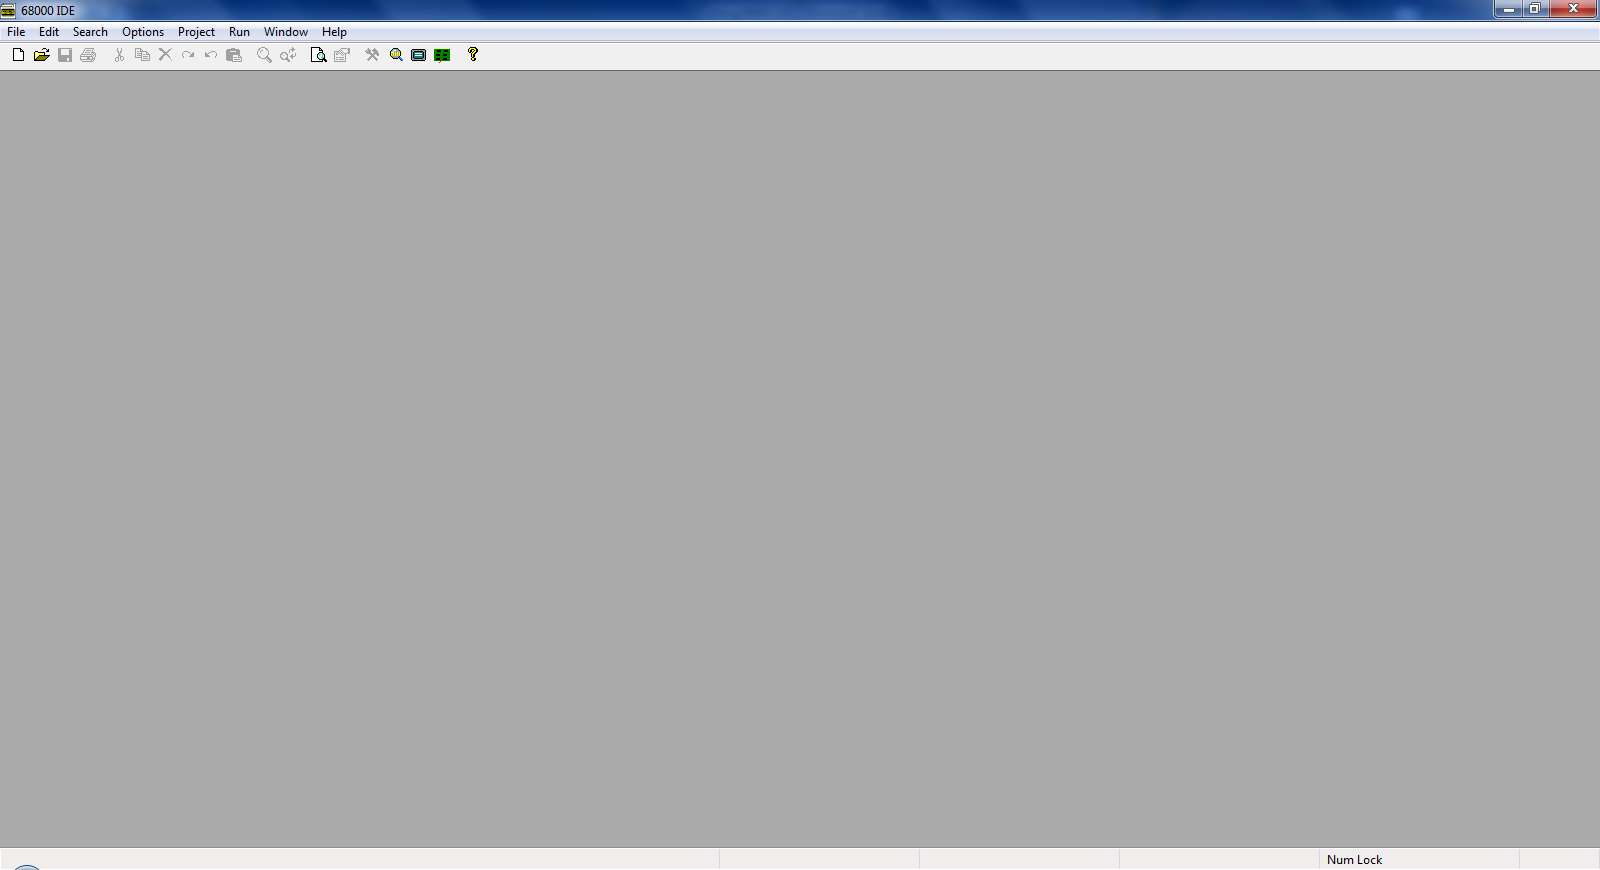 68000 IDE
File Edit Search Options Project Run Window Help
Num Lock